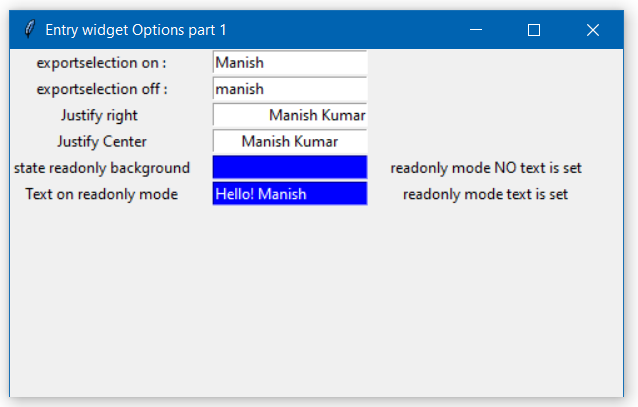 Entry widget Options part 1
exportselection on : Manish
exportselection off : manish
Justify right Manish Kumar
Justify Center Manish Kumar
state readonly background readonly mode NO text is set
Text on readonly mode Hello! Manish readonly mode text is set